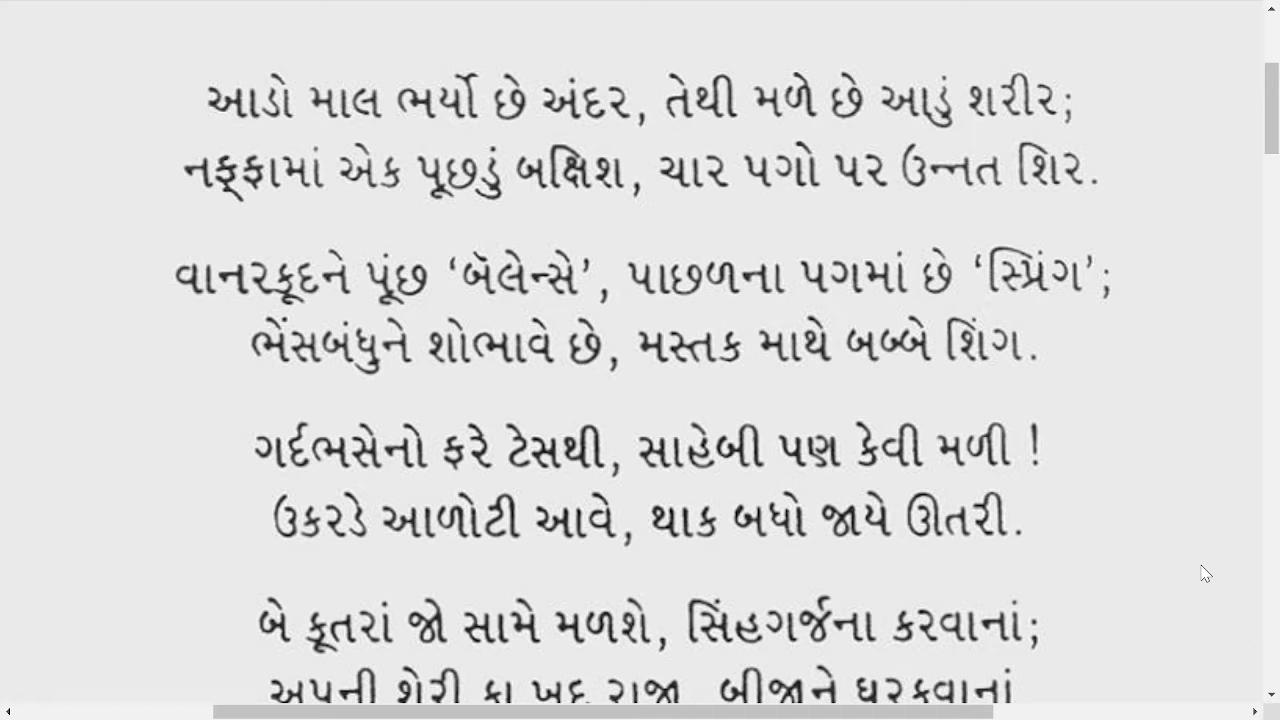 આડો માલ ભર્યો છે અંદર, તેથી મળે છે આડું શરીર;
નફ્ફામાં એક પૂછડું બક્ષિશ, ચાર પગો પર ઉન્નત શિર.
વાનરકૂદને પૂંછ ‘બૅલેન્સે’, પાછળના પગમાં છે ‘સ્પ્રિંગ’;
ભેંસબંધુને શોભાવે છે, મસ્તક માથે બબ્બે શિંગ.
ગર્દભસેનો ફરે ટેસથી, સાહેબી પણ કેવી મળી !
ઉકરડે આળોટી આવે, થાક બધો જાયે ઊતરી.
બે કૂતરાં જો સામે મળશે, સિંહગર્જના કરવાનાં;
અપની શેરી કા ખુદ રાજા, બીજાને ઘુરકવાનાં